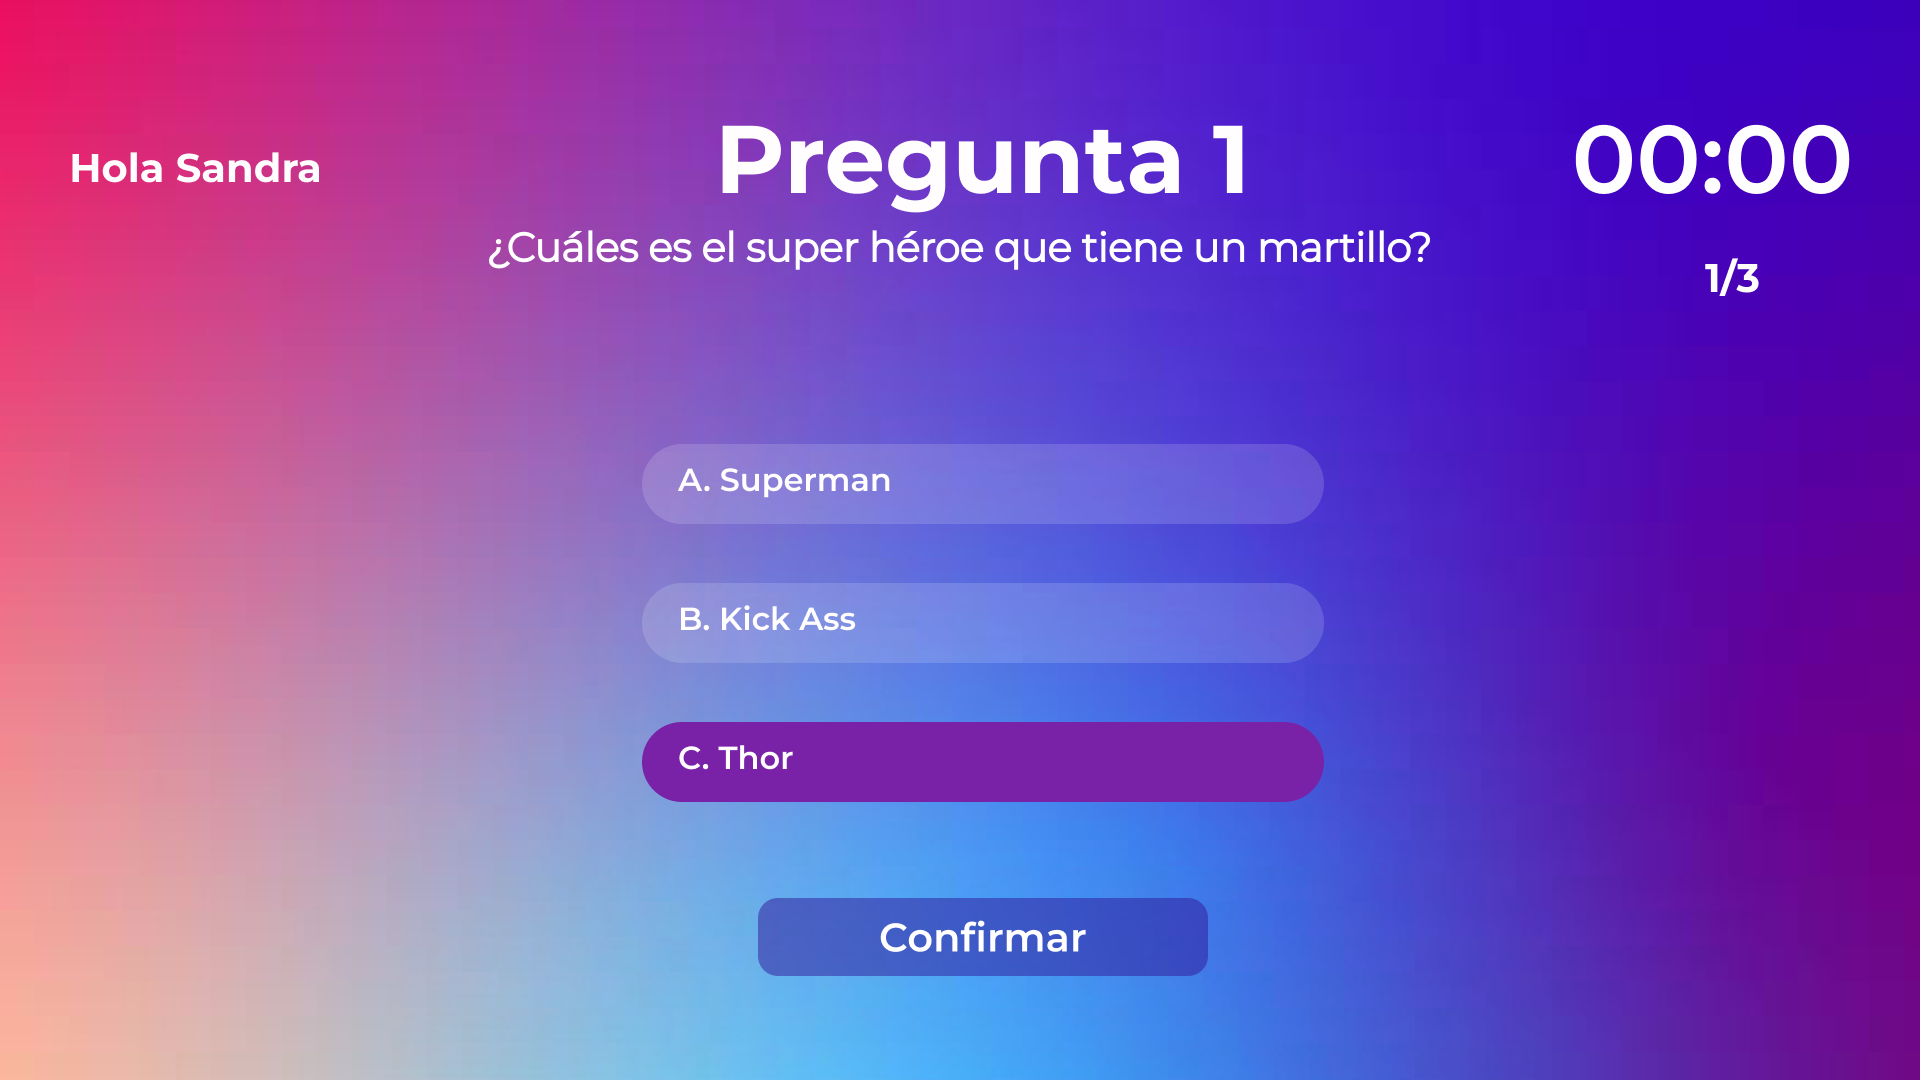 Hola Sandra
Pregunta 1
00:00
¿Cuáles es el super héroe que tiene un martillo?
1/3
A. Superman
B. Kick Ass
C. Thor
Confirmar